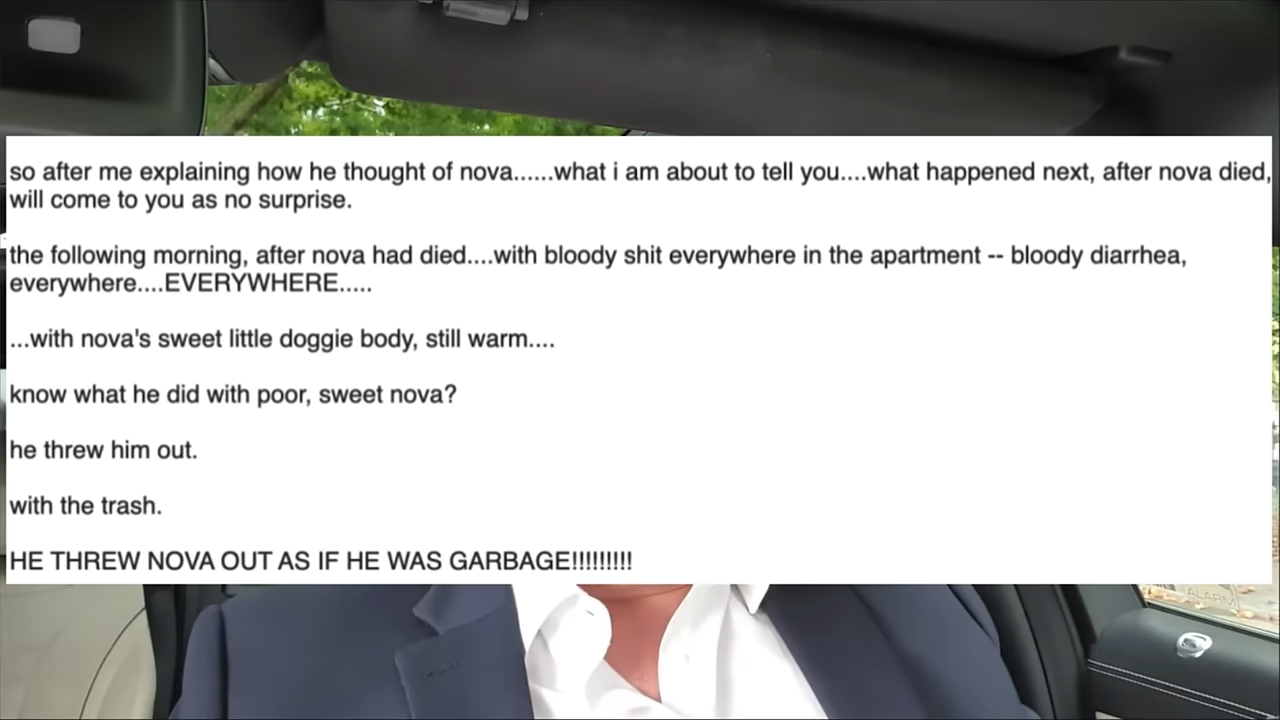 so after me explaining how he thought of nova......what i am about to tell you....what happened next, after nova died,
will come to you as no surprise.
the following morning, after nova had died....with bloody shit everywhere in the apartment -- bloody diarrhea,
everywhere....EVERYWHERE.....
...with nova's sweet little doggie body, still warm....
know what he did with poor, sweet nova?
he threw him out.
with the trash.
HE THREW NOVA OUT AS IF HE WAS GARBAGE!!!!!!!!!
ALARM